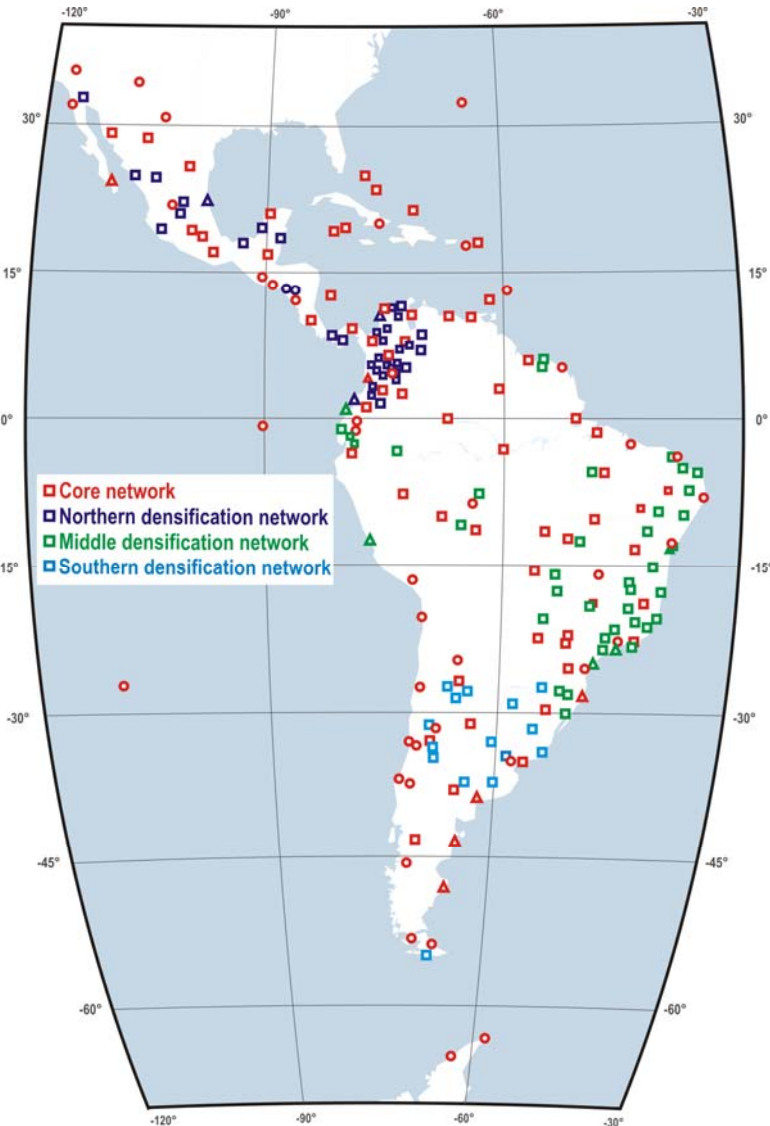 -120° -90° -60° -30°
30° 30°
15° 15°
0° 0°
Core network
Northern densification network
Middle densification network
Southern densification network
15° -15°
-30° -30°
-45° -45°
-60° -60°
-120° -90° -60° -30°